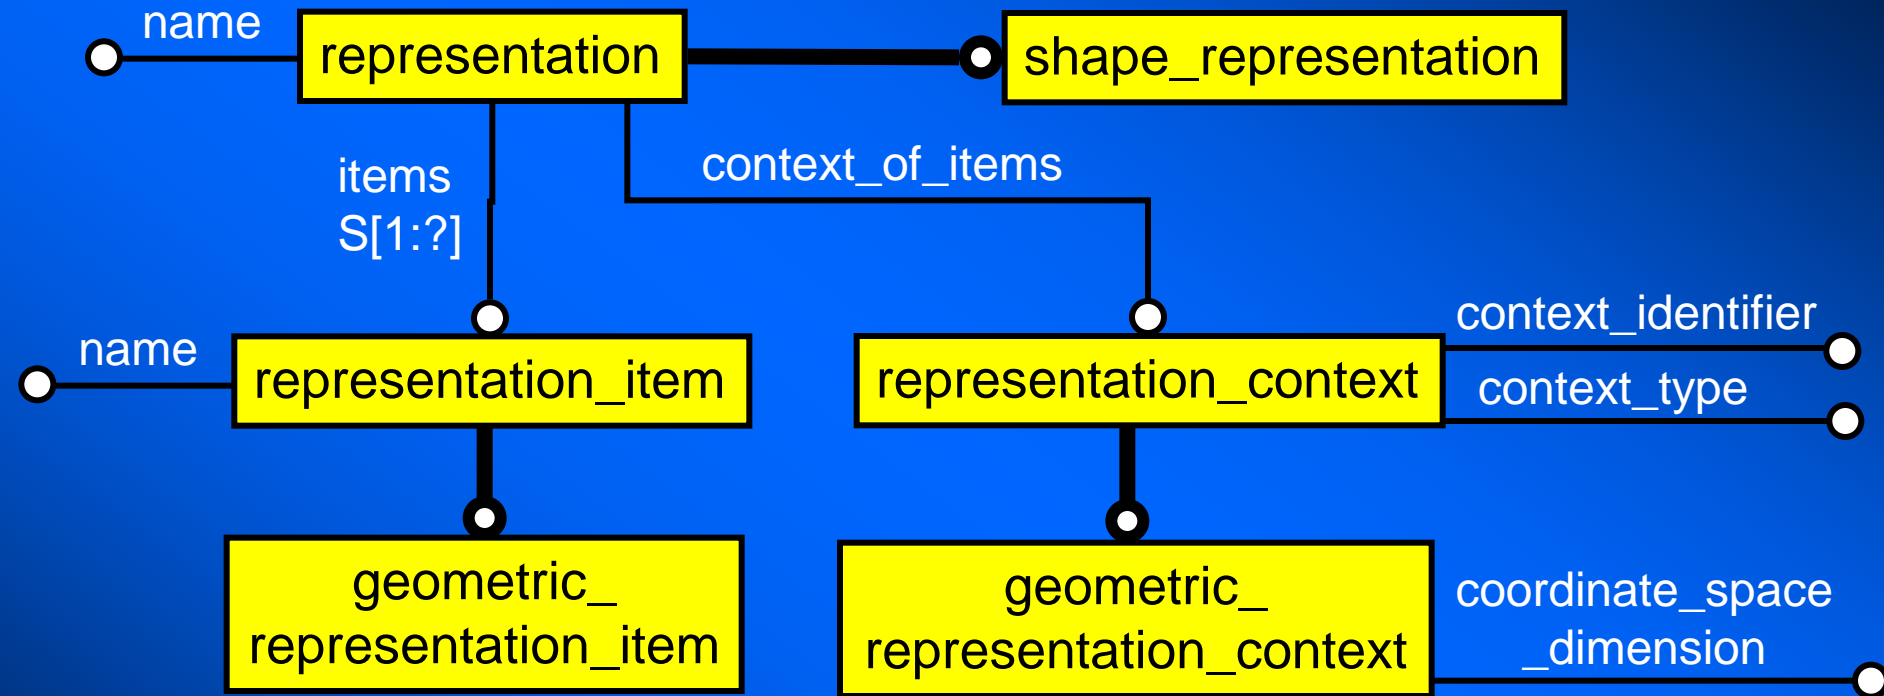 name
representation
shape_representation
items
S[1:?]
context_of_items
name
representation_item
representation_context
context_identifier
context_type
geometric_
representation_item
geometric_
representation_context
coordinate_space
_dimension